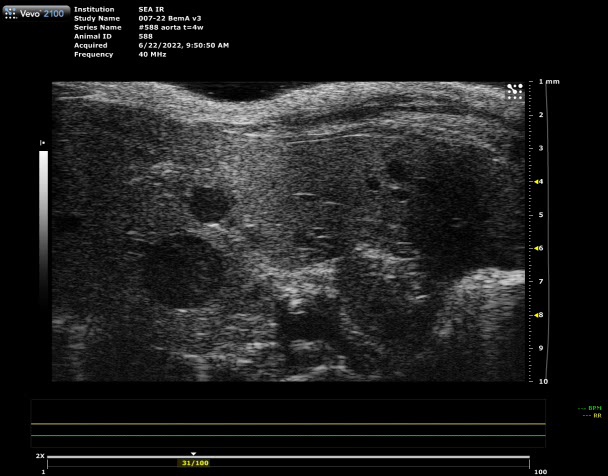 Vevo 2100
Institution SEA IR
Study Name 007-22 BemA v3
Series Name #588 aorta t=4w
Animal ID 588
Acquired 6/22/2022, 9:50:50 AM
Frequency 40 MHz
1 mm
2
3
4
5
6
7
8
9
10
--- BPM
--- RR
2X
31/100
1 100